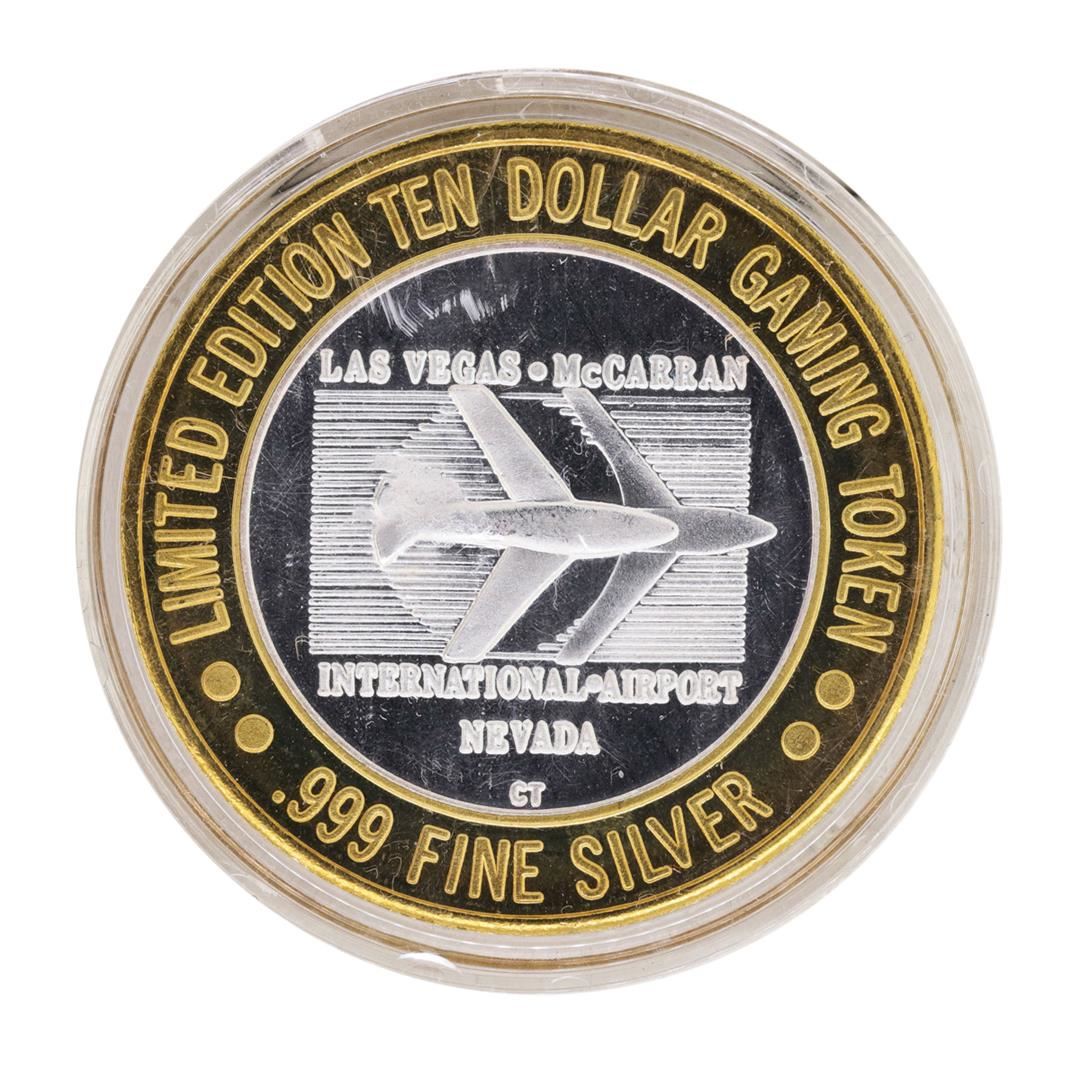 LIMITED EDITION TEN DOLLAR GAMING TOKEN
LAS VEGAS • McCARRAN
INTERNATIONAL•AIRPORT
NEVADA
CT
.999 FINE SILVER